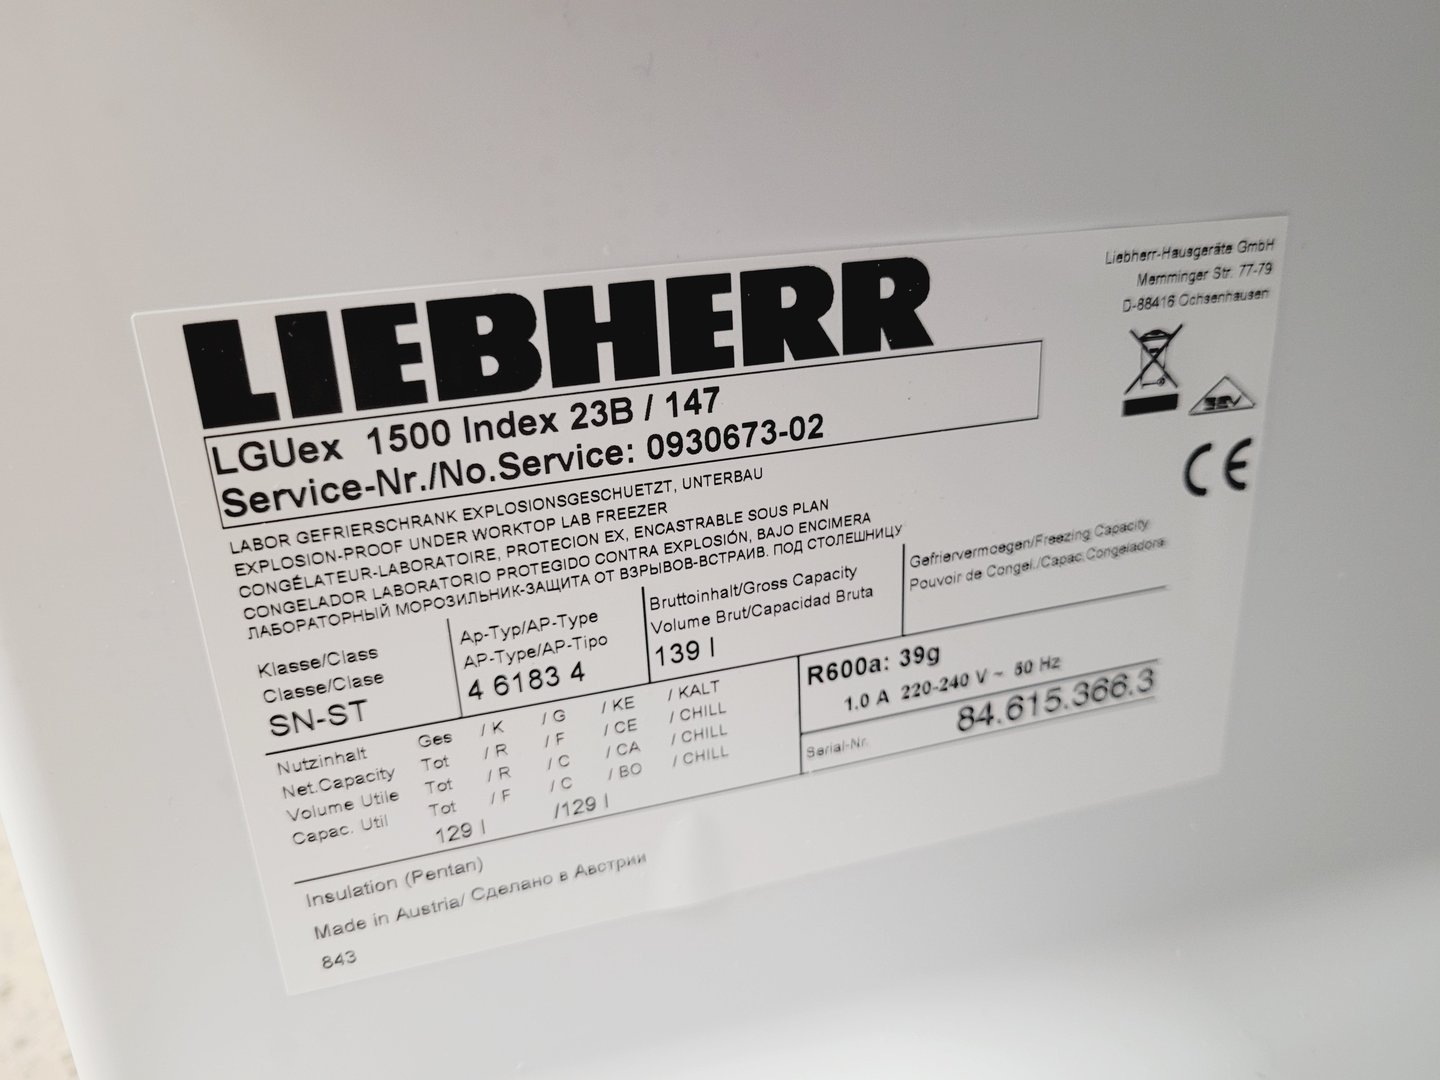 LIEBHERR
Liebherr-Hausgeräte GmbH
Memminger Str. 77-79
D-88416 Ochsenhausen
LGUex 1500 Index 23B / 147
Service-Nr./No.Service: 0930673-02
SEV
CE
LABOR GEFRIERSCHRANK EXPLOSIONSGESCHUETZT, UNTERBAU
EXPLOSION-PROOF UNDER WORKTOP LAB FREEZER
CONGÉLATEUR-LABORATOIRE, PROTECION EX, ENCASTRABLE SOUS PLAN
CONGELADOR LABORATORIO PROTEGIDO CONTRA EXPLOSIÓN, BAJO ENCIMERA
ЛАБОРАТОРНЫЙ МОРОЗИЛЬНИК-ЗАЩИТА ОТ ВЗРЫВОВ-ВСТРАИВ. ПОД СТОЛЕШНИЦУ
Klasse/Class
Classe/Clase
SN-ST
Ap-Typ/AP-Type
AP-Type/AP-Tipo
4 6183 4
Bruttoinhalt/Gross Capacity
Volume Brut/Capacidad Bruta
139 l
Gefriervermoegen/Freezing Capacity
Pouvoir de Congel./Capac.Congeladora
Nutzinhalt Ges / K / G / KE / KALT
Net.Capacity Tot / R / F / CE / CHILL
Volume Utile Tot / R / C / CA / CHILL
Capac. Util Tot / F / C / BO / CHILL
129 l /129 l
R600a: 39g
1.0 A 220-240 V ~ 50 Hz
Serial-Nr. 84.615.366.3
Insulation (Pentan)
Made in Austria/ Сделано в Австрии
843